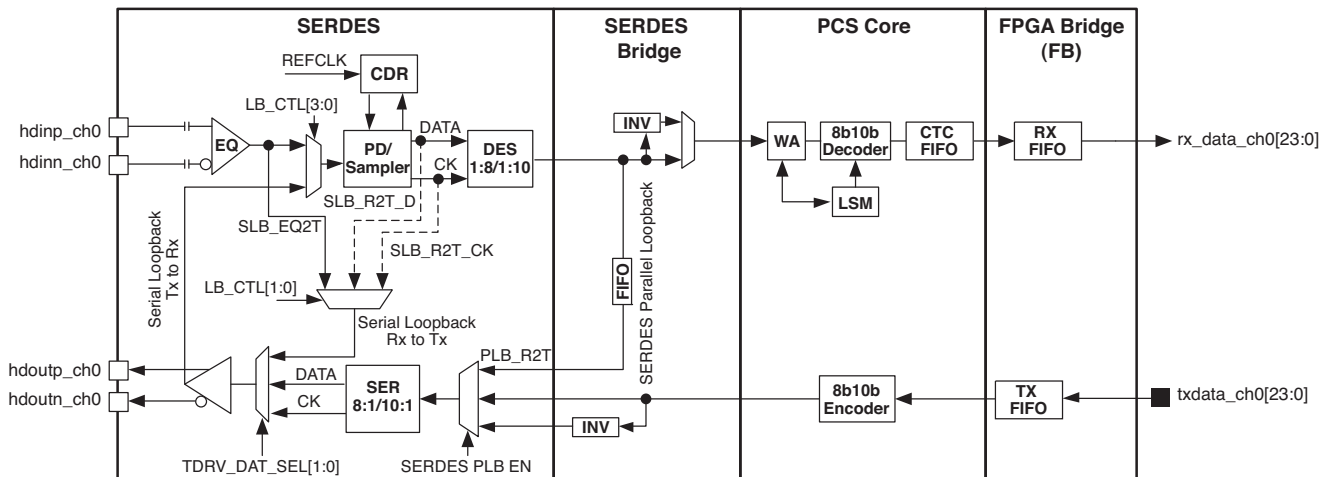 SERDES
SERDES
Bridge
PCS Core
FPGA Bridge
(FB)
REFCLK
CDR
LB_CTL[3:0]
hdinp_ch0
hdinn_ch0
EQ
PD/
Sampler
DATA
CK
DES
1:8/1:10
INV
WA
8b10b
Decoder
CTC
FIFO
RX
FIFO
rx_data_ch0[23:0]
LSM
SLB_R2T_D
SLB_EQ2T
SLB_R2T_CK
Serial Loopback
Tx to Rx
LB_CTL[1:0]
FIFO
SERDES Parallel Loopback
Serial Loopback
Rx to Tx
PLB_R2T
hdoutp_ch0
hdoutn_ch0
DATA
CK
SER
8:1/10:1
8b10b
Encoder
TX
FIFO
txdata_ch0[23:0]
INV
TDRV_DAT_SEL[1:0]
SERDES PLB EN